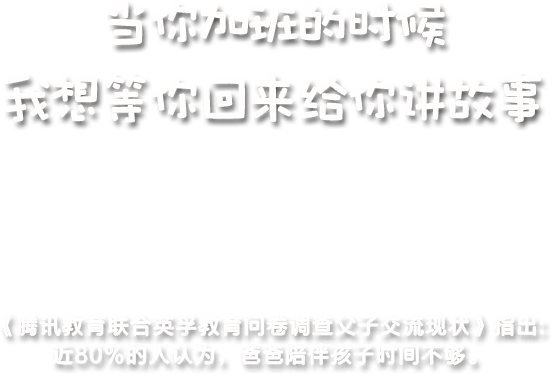 当你加班的时候
我想等你回来给你讲故事
《腾讯教育联合英孚教育问卷调查父子交流现状》指出：
近80%的人认为，爸爸陪伴孩子时间不够。